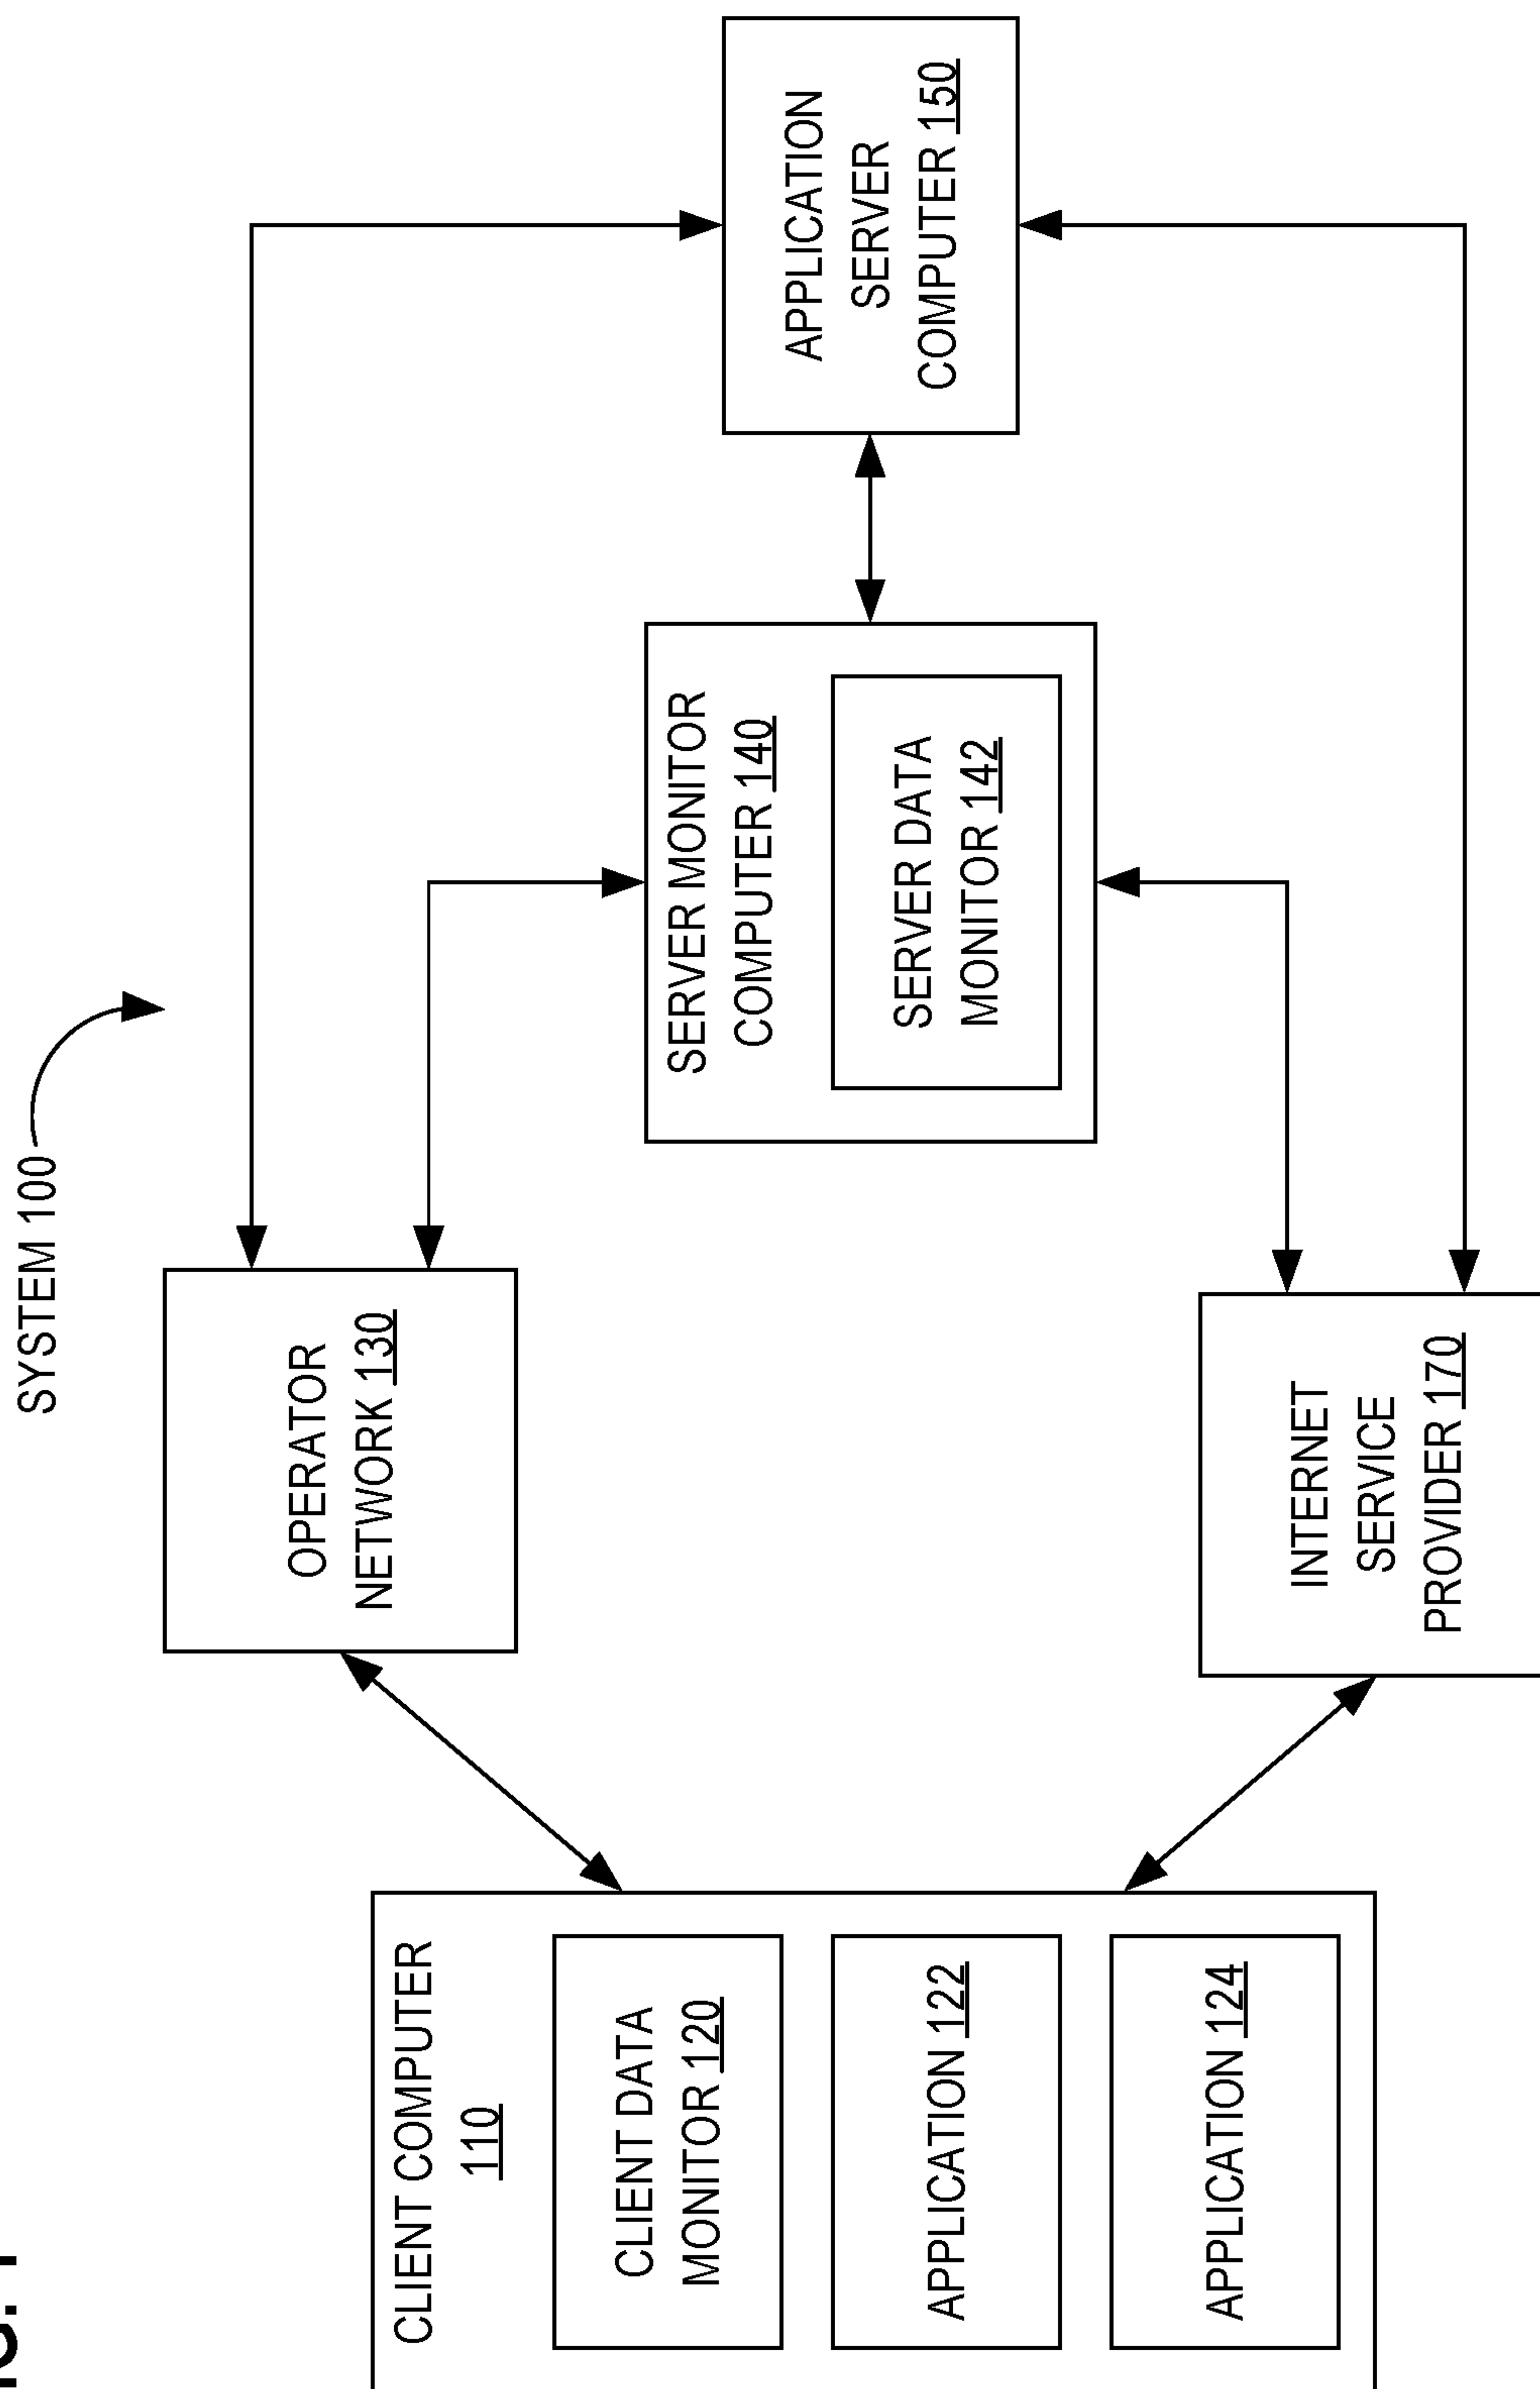 SYSTEM 100
CLIENT COMPUTER
110
CLIENT DATA
MONITOR 120
APPLICATION 122
APPLICATION 124
OPERATOR
NETWORK 130
INTERNET
SERVICE
PROVIDER 170
SERVER MONITOR
COMPUTER 140
SERVER DATA
MONITOR 142
APPLICATION
SERVER
COMPUTER 150